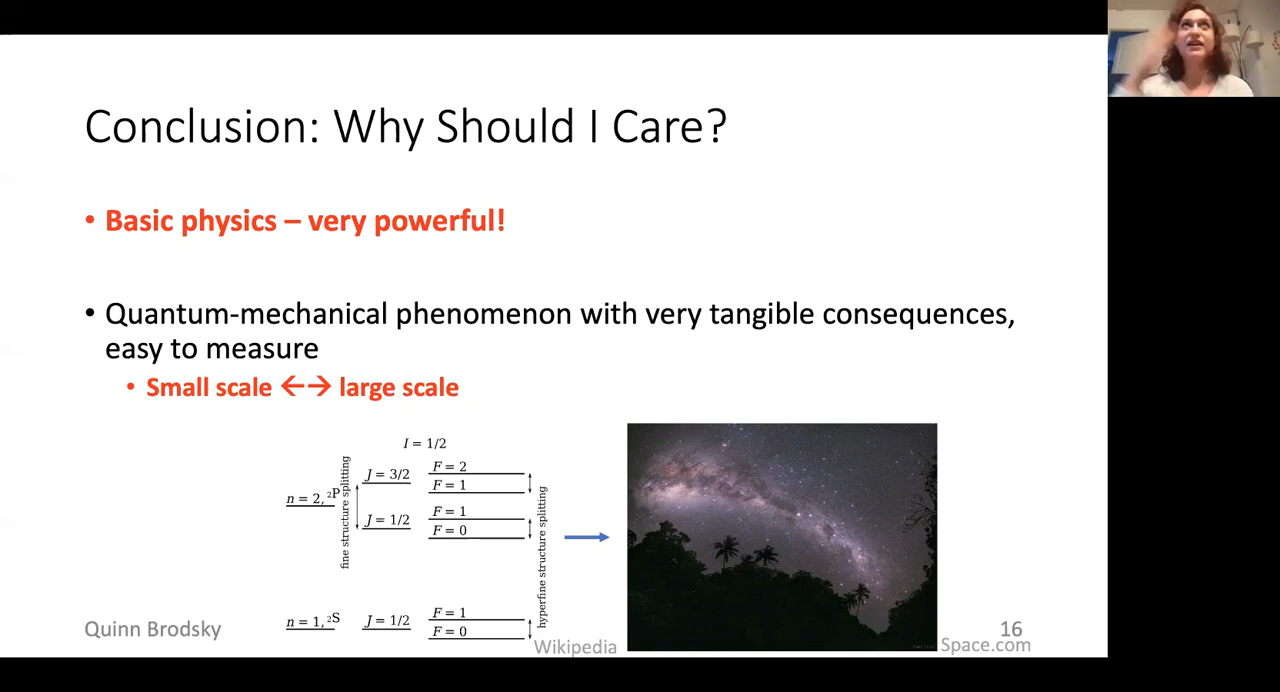 Conclusion: Why Should I Care?
• Basic physics – very powerful!
• Quantum-mechanical phenomenon with very tangible consequences,
easy to measure
• Small scale ←→ large scale
I = 1/2
n = 2, ²P
fine structure splitting
J = 3/2
F = 2
F = 1
J = 1/2
F = 1
F = 0
hyperfine structure splitting
n = 1, ²S
J = 1/2
F = 1
F = 0
Quinn Brodsky
Wikipedia
16
Space.com